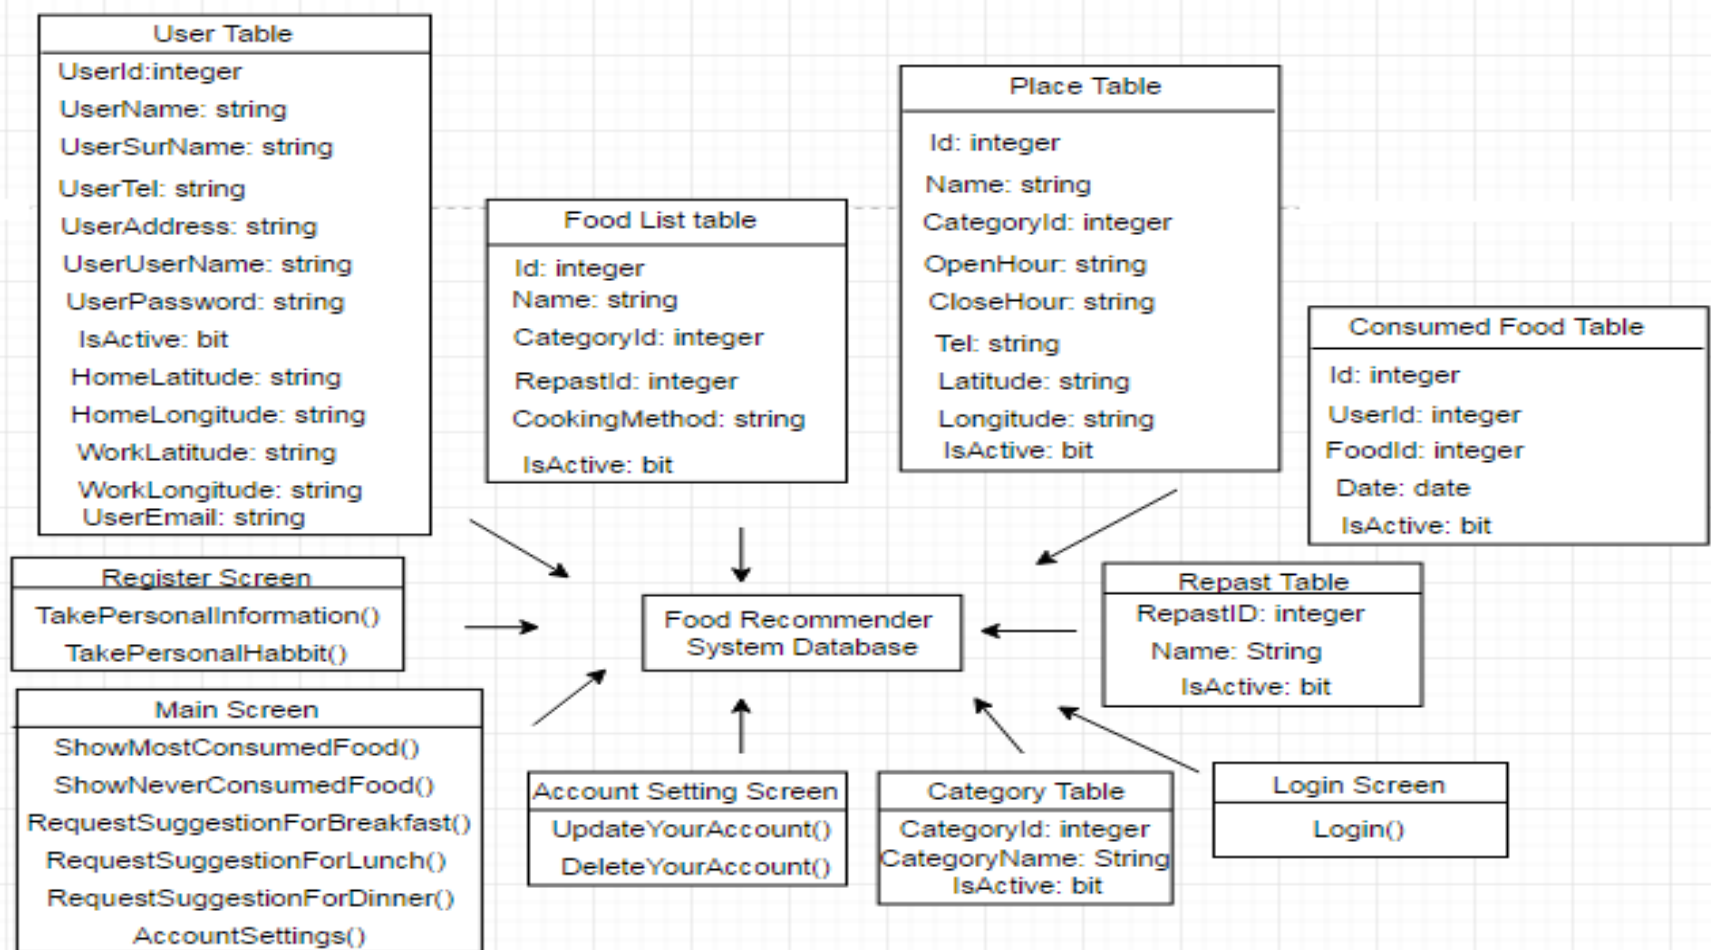 User Table
UserId:integer
UserName: string
UserSurName: string
UserTel: string
UserAddress: string
UserUserName: string
UserPassword: string
IsActive: bit
HomeLatitude: string
HomeLongitude: string
WorkLatitude: string
WorkLongitude: string
UserEmail: string
Food List table
Id: integer
Name: string
CategoryId: integer
RepastId: integer
CookingMethod: string
IsActive: bit
Place Table
Id: integer
Name: string
CategoryId: integer
OpenHour: string
CloseHour: string
Tel: string
Latitude: string
Longitude: string
IsActive: bit
Consumed Food Table
Id: integer
UserId: integer
FoodId: integer
Date: date
IsActive: bit
Register Screen
TakePersonalInformation()
TakePersonalHabbit()
Food Recommender
System Database
Repast Table
RepastID: integer
Name: String
IsActive: bit
Main Screen
ShowMostConsumedFood()
ShowNeverConsumedFood()
RequestSuggestionForBreakfast()
RequestSuggestionForLunch()
RequestSuggestionForDinner()
AccountSettings()
Account Setting Screen
UpdateYourAccount()
DeleteYourAccount()
Category Table
CategoryId: integer
CategoryName: String
IsActive: bit
Login Screen
Login()